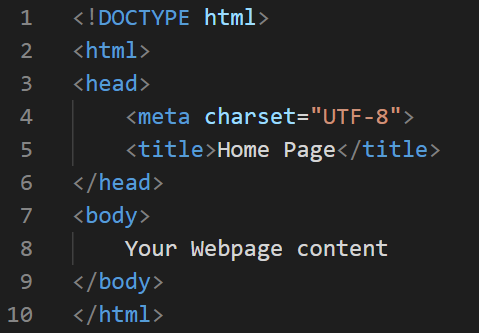 1 <!DOCTYPE html>
2 <html>
3 <head>
4     <meta charset="UTF-8">
5     <title>Home Page</title>
6 </head>
7 <body>
8     Your Webpage content
9 </body>
10 </html>